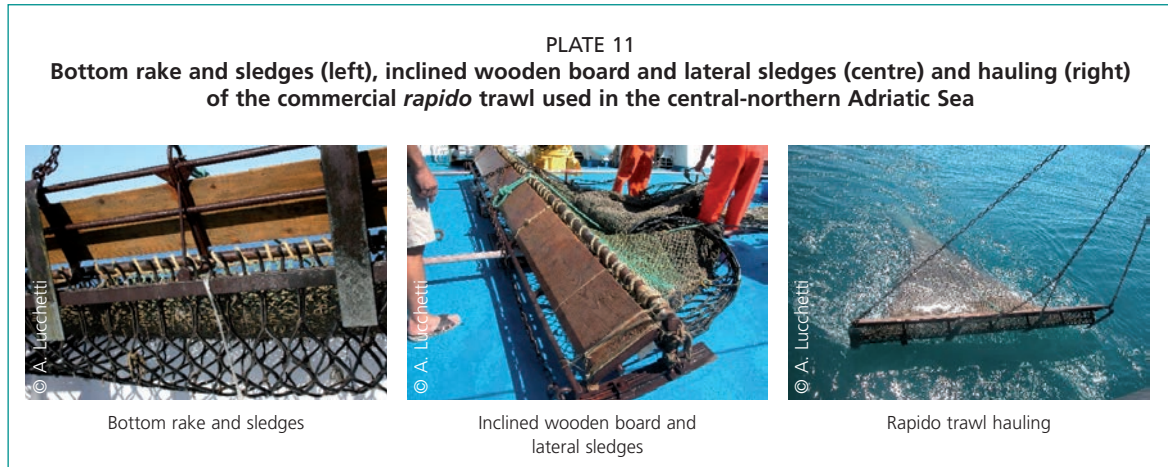 PLATE 11
Bottom rake and sledges (left), inclined wooden board and lateral sledges (centre) and hauling (right)
of the commercial rapido trawl used in the central-northern Adriatic Sea
© A. Lucchetti
© A. Lucchetti
© A. Lucchetti
Bottom rake and sledges
Inclined wooden board and
lateral sledges
Rapido trawl hauling